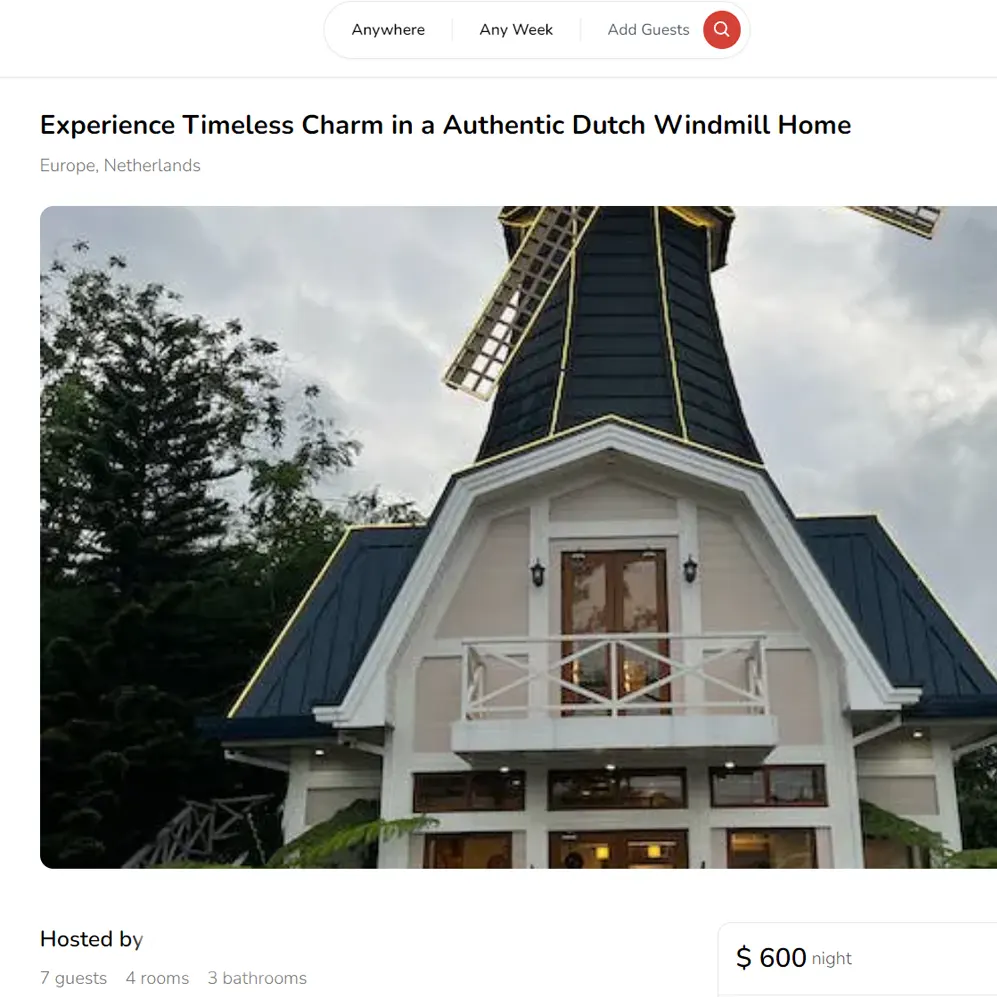 Anywhere Any Week Add Guests
Experience Timeless Charm in a Authentic Dutch Windmill Home
Europe, Netherlands
Hosted by
$ 600 night
7 guests 4 rooms 3 bathrooms